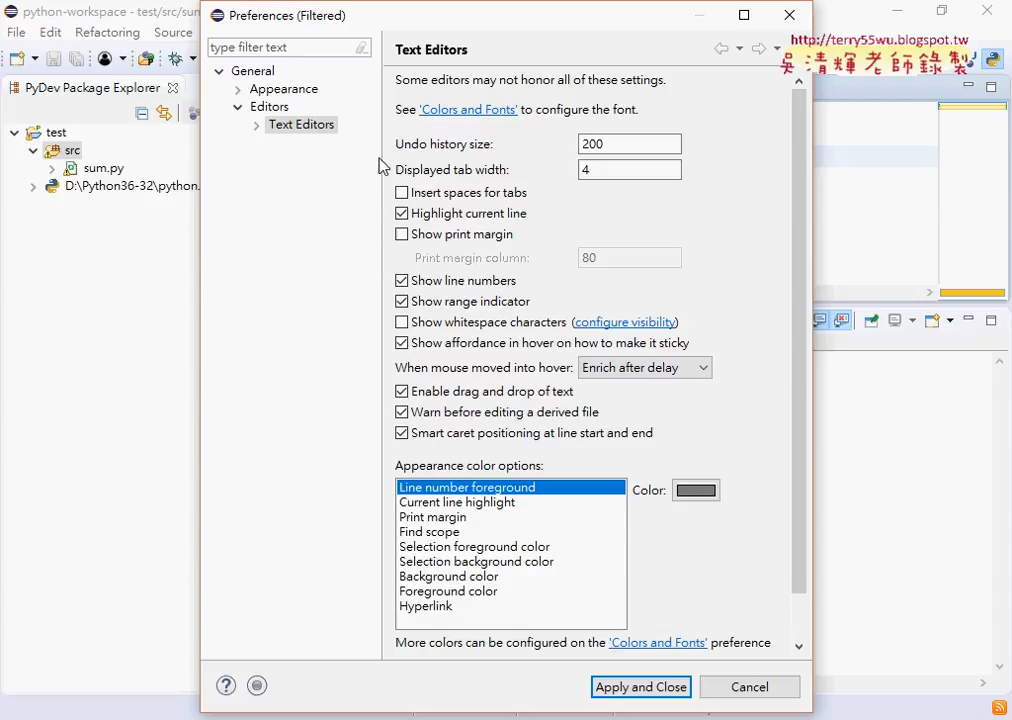 python-workspace - test/src/sum
File Edit Refactoring Source
PyDev Package Explorer
test
src
sum.py
D:\Python36-32\python.
Preferences (Filtered)
type filter text
General
Appearance
Editors
Text Editors
Text Editors
http://terry55wu.blogspot.tw
吳清輝老師錄製
Some editors may not honor all of these settings.
See 'Colors and Fonts' to configure the font.
Undo history size: 200
Displayed tab width: 4
Insert spaces for tabs
Highlight current line
Show print margin
Print margin column: 80
Show line numbers
Show range indicator
Show whitespace characters (configure visibility)
Show affordance in hover on how to make it sticky
When mouse moved into hover: Enrich after delay
Enable drag and drop of text
Warn before editing a derived file
Smart caret positioning at line start and end
Appearance color options:
Line number foreground
Current line highlight
Print margin
Find scope
Selection foreground color
Selection background color
Background color
Foreground color
Hyperlink
Color:
More colors can be configured on the 'Colors and Fonts' preference
Apply and Close
Cancel